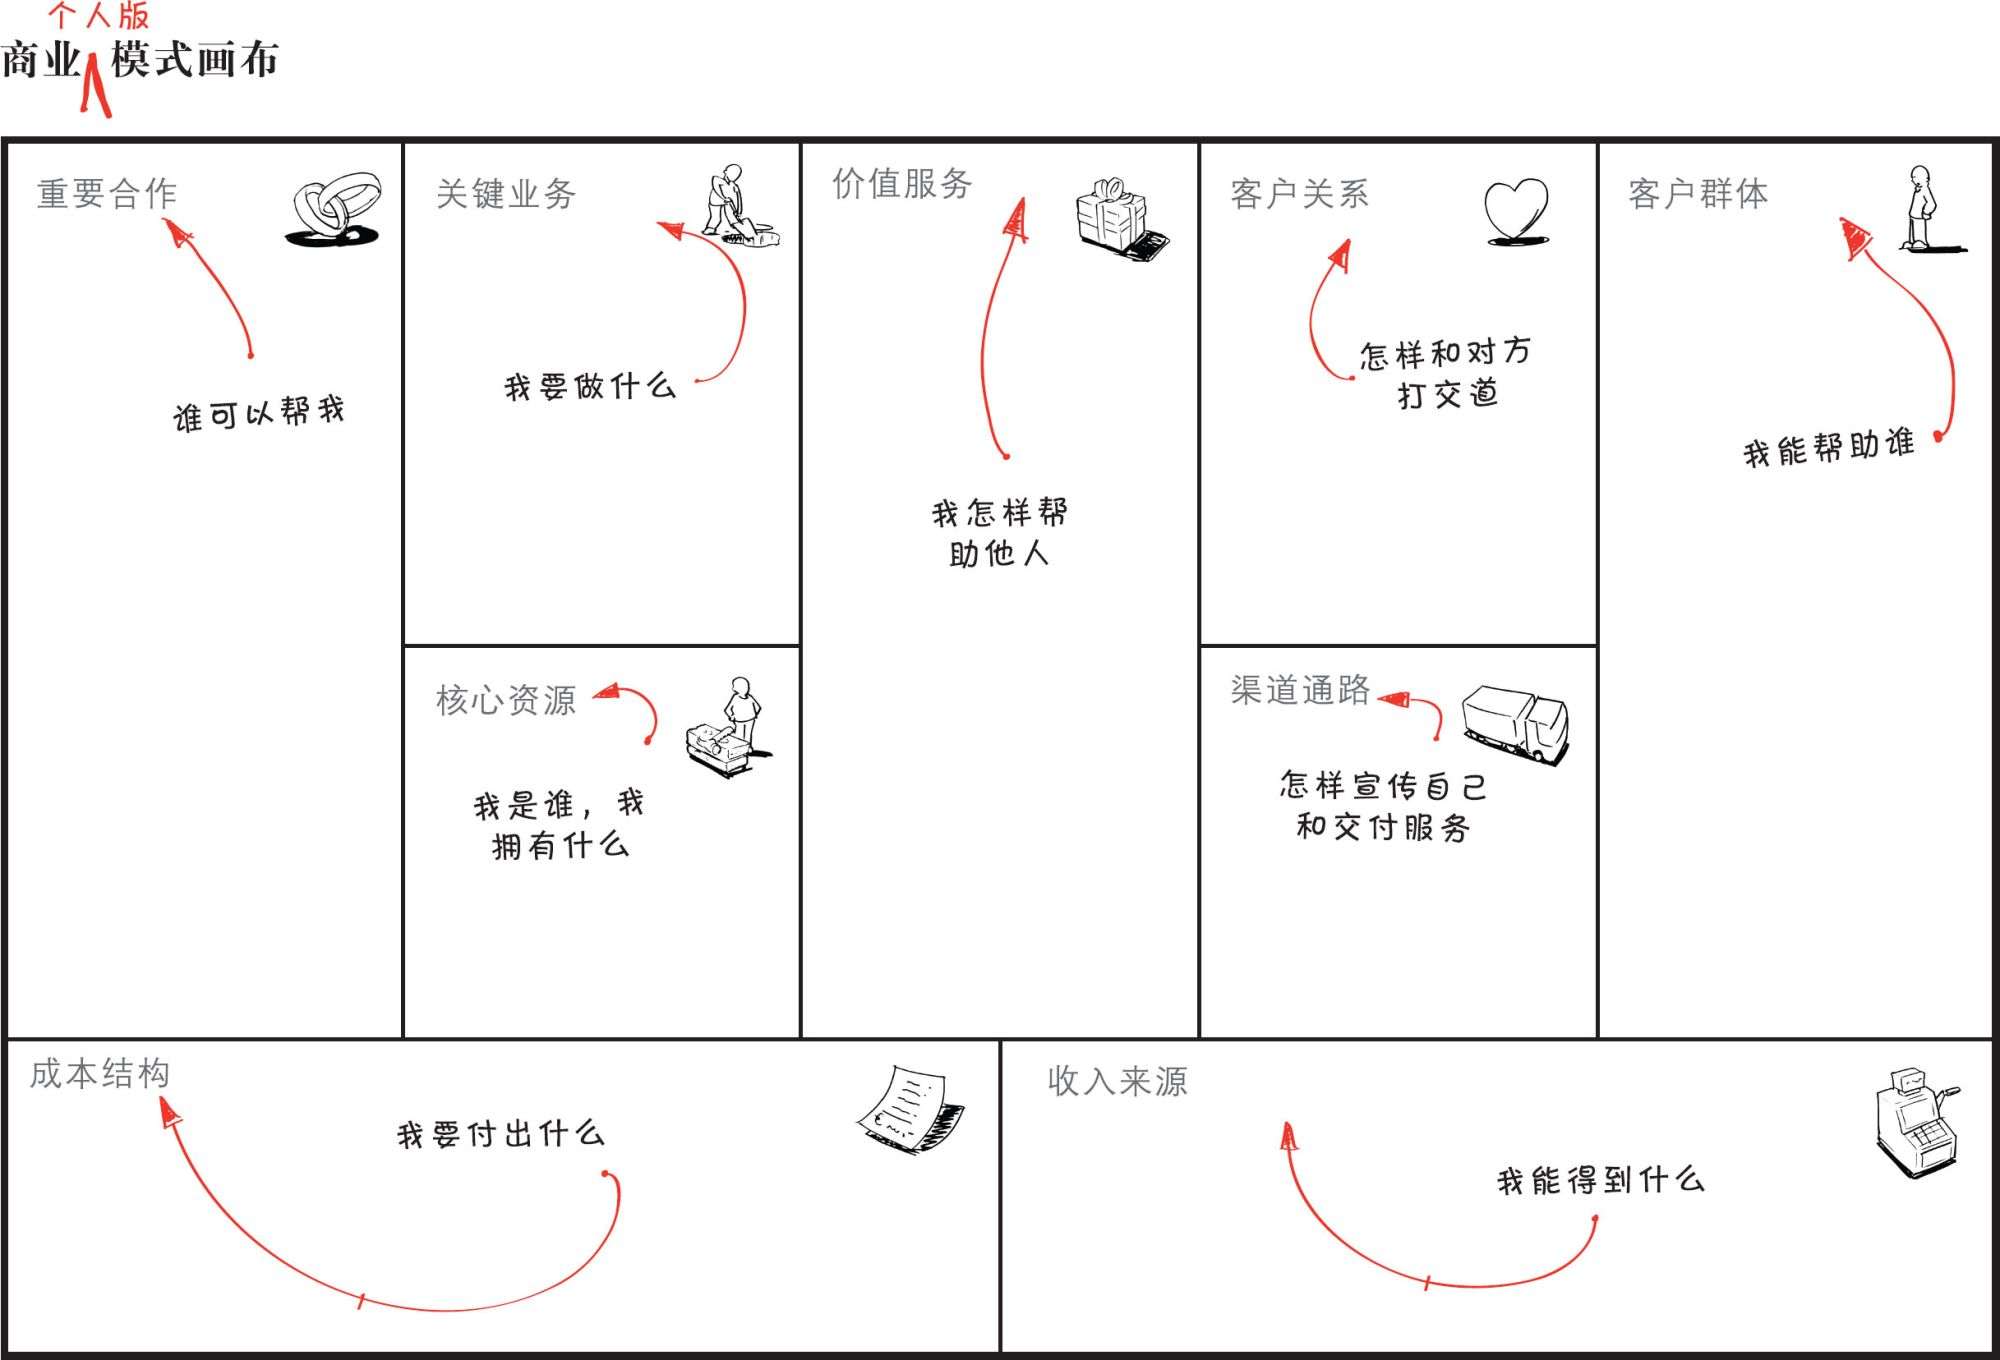 个人版
商业模式画布
重要合作
谁可以帮我
关键业务
我要做什么
核心资源
我是谁，我
拥有什么
价值服务
我怎样帮
助他人
客户关系
怎样和对方
打交道
渠道通路
怎样宣传自己
和交付服务
客户群体
我能帮助谁
成本结构
我要付出什么
收入来源
我能得到什么